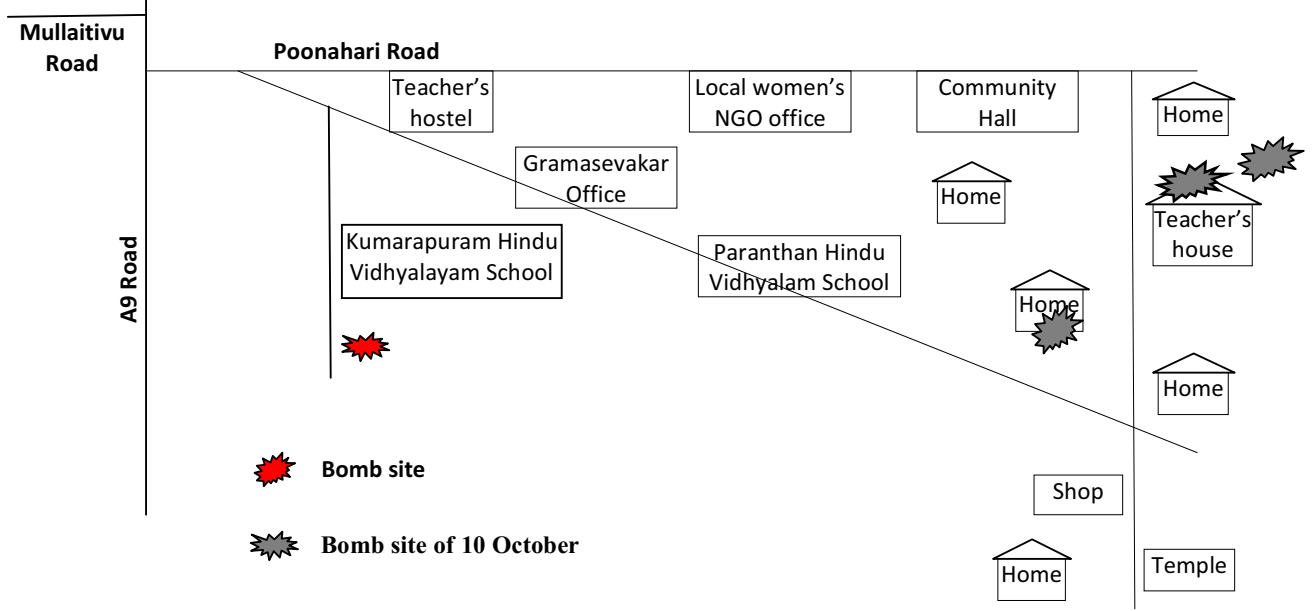 Mullaitivu
Road
Poonahari Road
Teacher's
hostel
Local women's
NGO office
Community
Hall
Home
Gramasevakar
Office
Home
Teacher's
house
Kumarapuram Hindu
Vidhyalayam School
Paranthan Hindu
Vidhyalam School
A9 Road
Home
Home
Bomb site
Shop
Bomb site of 10 October
Home
Temple